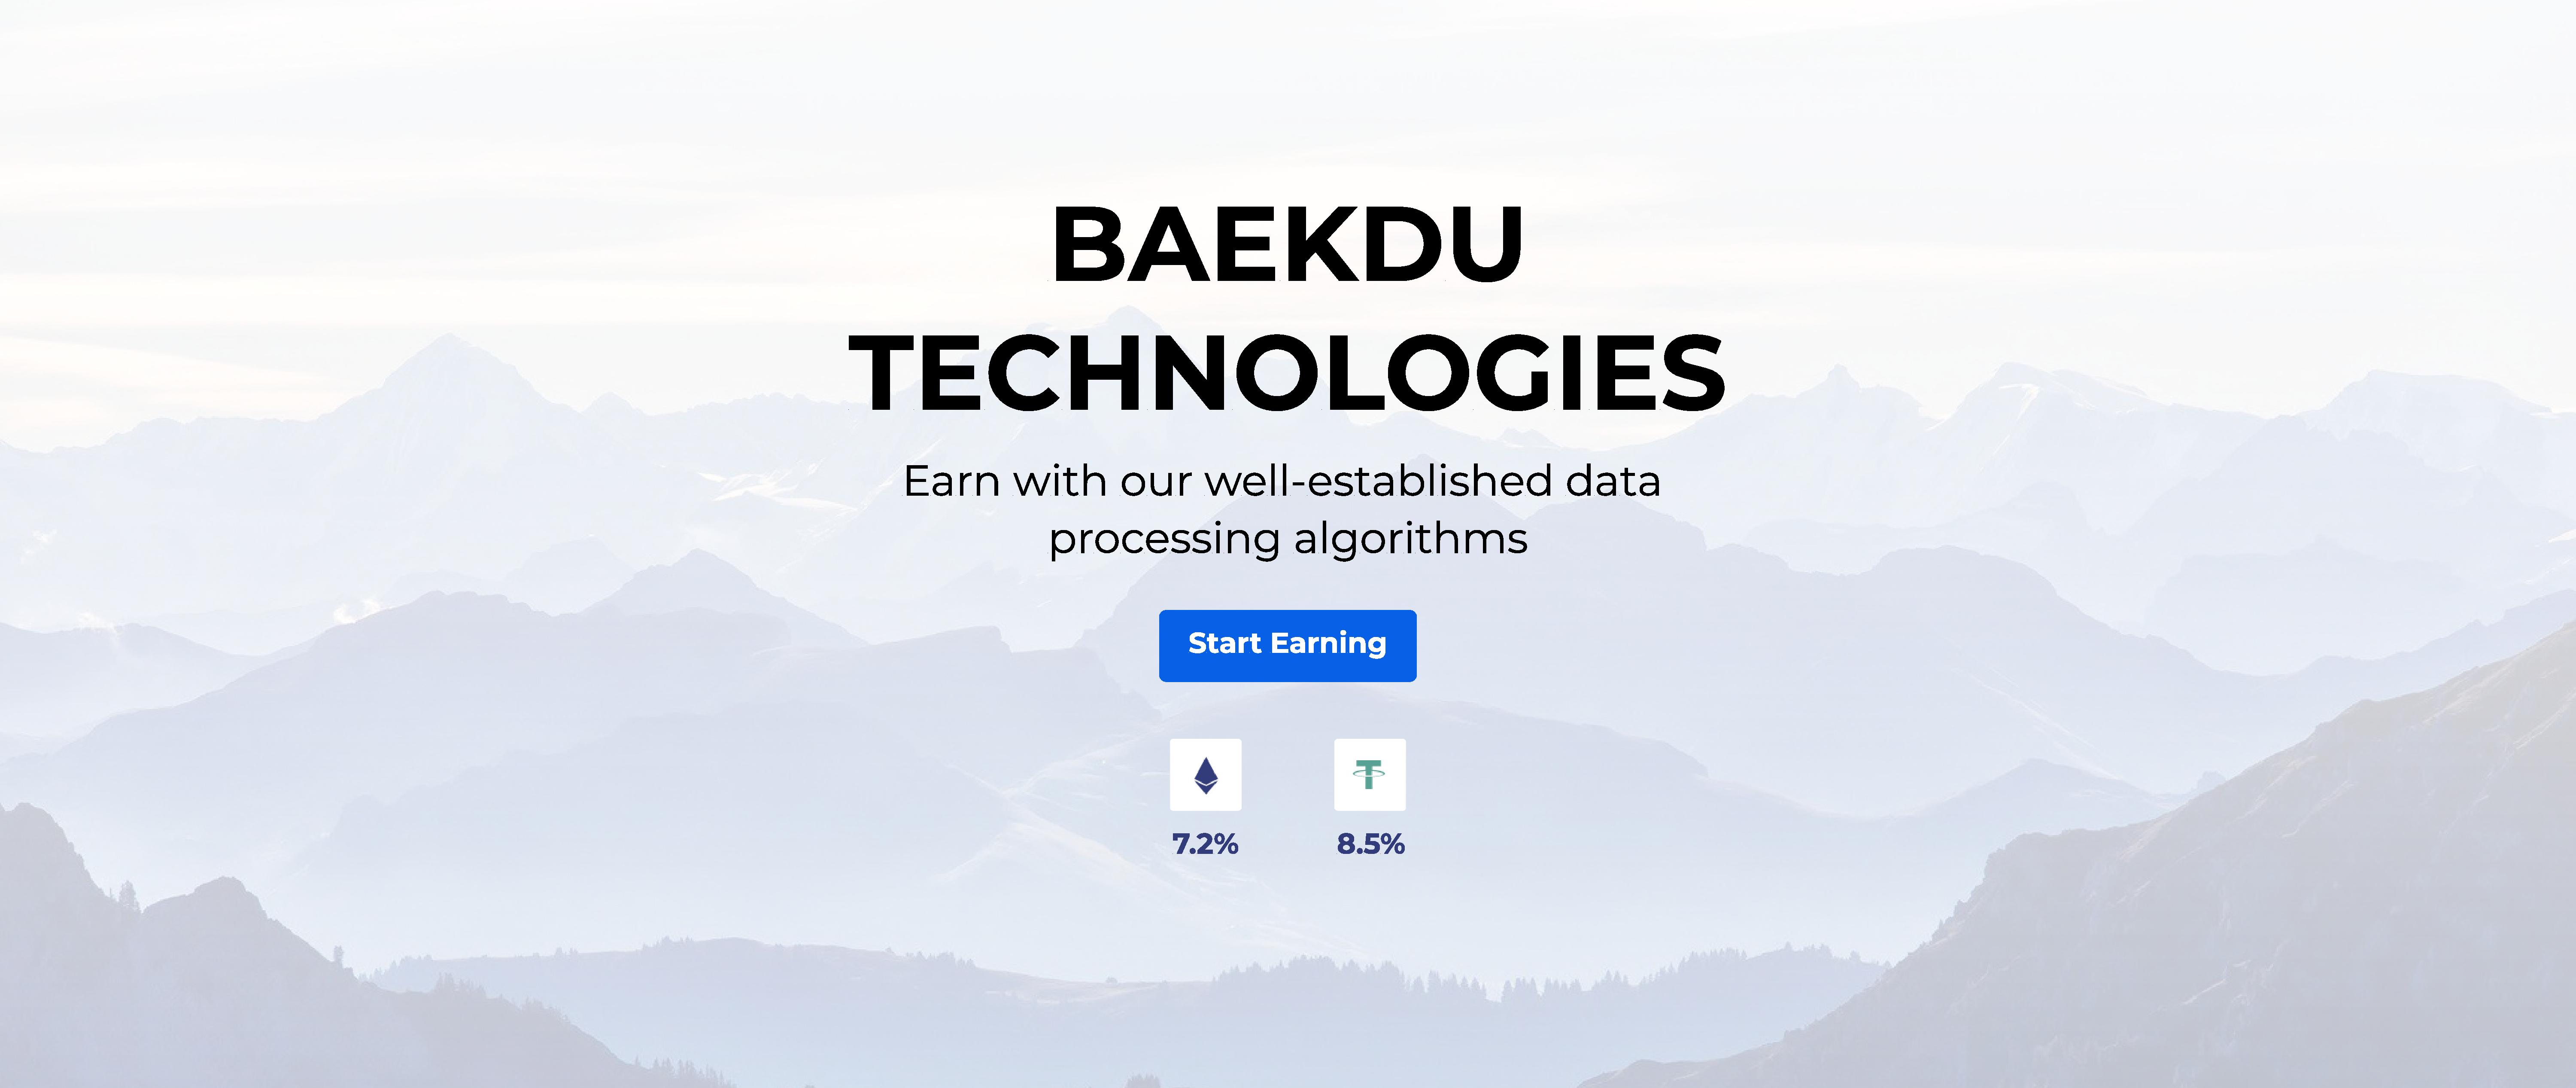 BAEKDU
TECHNOLOGIES
Earn with our well-established data
processing algorithms
Start Earning
7.2% 8.5%